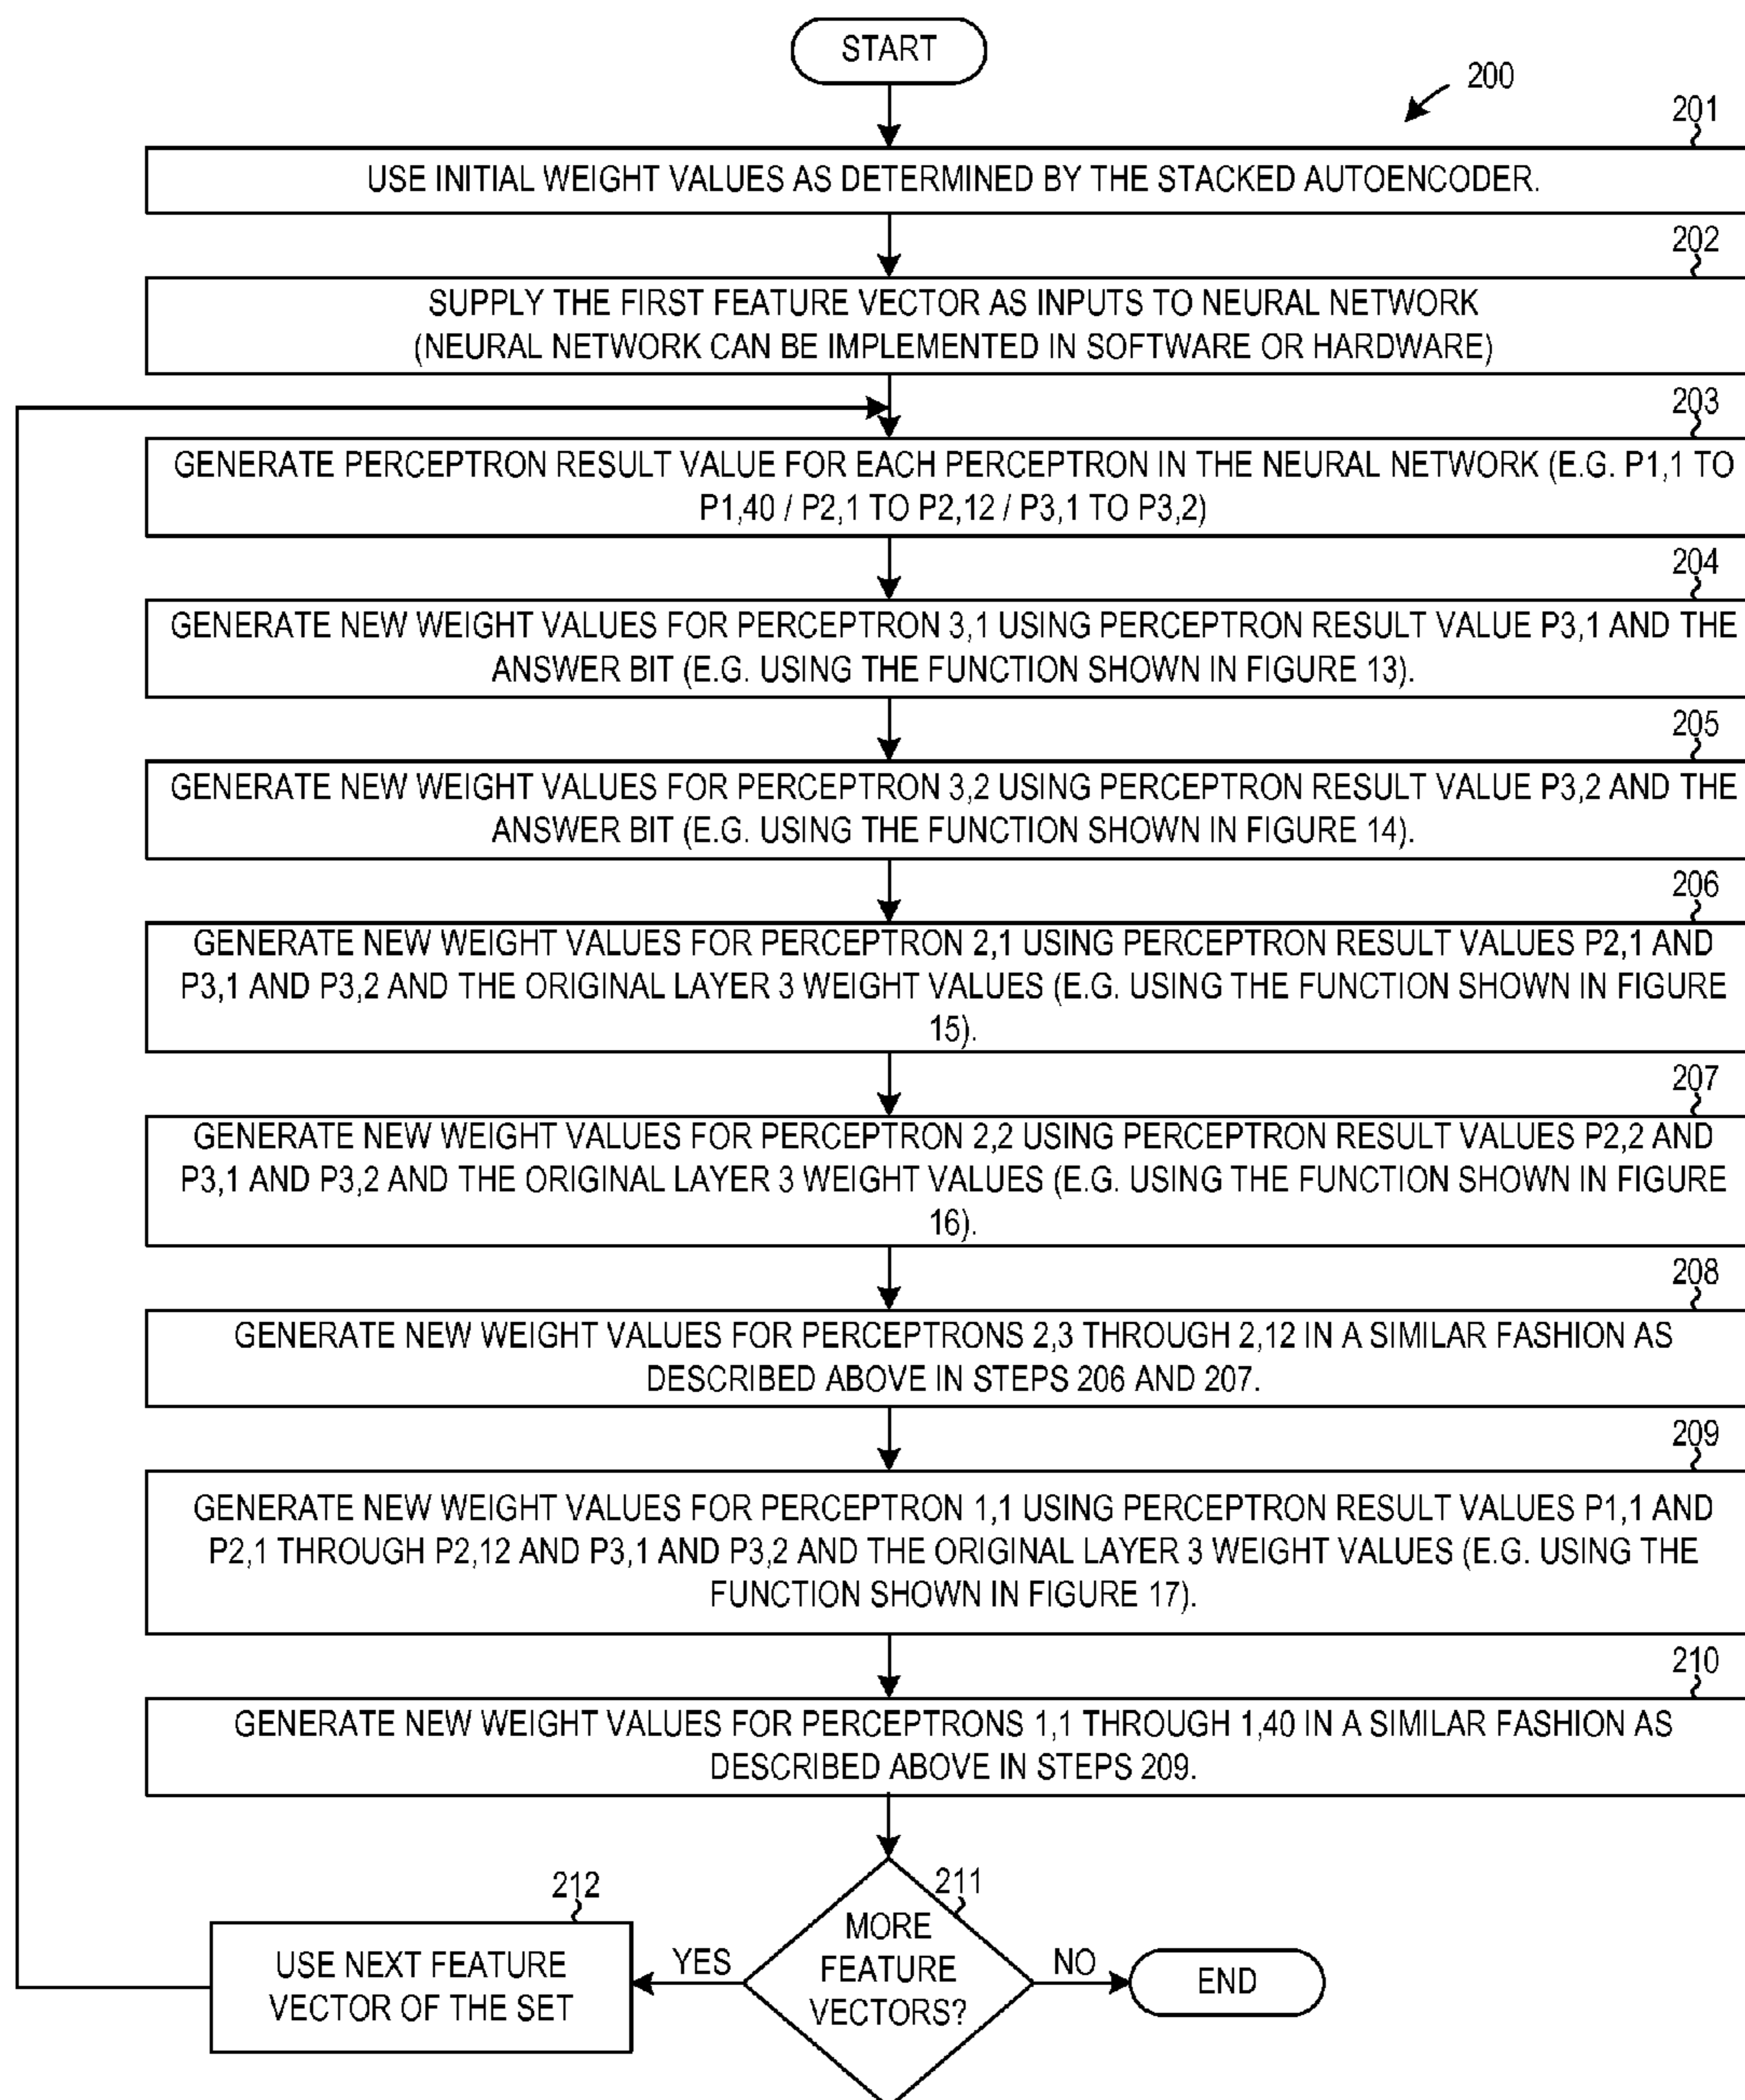 START
200
201
USE INITIAL WEIGHT VALUES AS DETERMINED BY THE STACKED AUTOENCODER.
202
SUPPLY THE FIRST FEATURE VECTOR AS INPUTS TO NEURAL NETWORK
(NEURAL NETWORK CAN BE IMPLEMENTED IN SOFTWARE OR HARDWARE)
203
GENERATE PERCEPTRON RESULT VALUE FOR EACH PERCEPTRON IN THE NEURAL NETWORK (E.G. P1,1 TO
P1,40 / P2,1 TO P2,12 / P3,1 TO P3,2)
204
GENERATE NEW WEIGHT VALUES FOR PERCEPTRON 3,1 USING PERCEPTRON RESULT VALUE P3,1 AND THE
ANSWER BIT (E.G. USING THE FUNCTION SHOWN IN FIGURE 13).
205
GENERATE NEW WEIGHT VALUES FOR PERCEPTRON 3,2 USING PERCEPTRON RESULT VALUE P3,2 AND THE
ANSWER BIT (E.G. USING THE FUNCTION SHOWN IN FIGURE 14).
206
GENERATE NEW WEIGHT VALUES FOR PERCEPTRON 2,1 USING PERCEPTRON RESULT VALUES P2,1 AND
P3,1 AND P3,2 AND THE ORIGINAL LAYER 3 WEIGHT VALUES (E.G. USING THE FUNCTION SHOWN IN FIGURE
15).
207
GENERATE NEW WEIGHT VALUES FOR PERCEPTRON 2,2 USING PERCEPTRON RESULT VALUES P2,2 AND
P3,1 AND P3,2 AND THE ORIGINAL LAYER 3 WEIGHT VALUES (E.G. USING THE FUNCTION SHOWN IN FIGURE
16).
208
GENERATE NEW WEIGHT VALUES FOR PERCEPTRONS 2,3 THROUGH 2,12 IN A SIMILAR FASHION AS
DESCRIBED ABOVE IN STEPS 206 AND 207.
209
GENERATE NEW WEIGHT VALUES FOR PERCEPTRON 1,1 USING PERCEPTRON RESULT VALUES P1,1 AND
P2,1 THROUGH P2,12 AND P3,1 AND P3,2 AND THE ORIGINAL LAYER 3 WEIGHT VALUES (E.G. USING THE
FUNCTION SHOWN IN FIGURE 17).
210
GENERATE NEW WEIGHT VALUES FOR PERCEPTRONS 1,1 THROUGH 1,40 IN A SIMILAR FASHION AS
DESCRIBED ABOVE IN STEPS 209.
212
USE NEXT FEATURE
VECTOR OF THE SET
YES
211
MORE
FEATURE
VECTORS?
NO
END